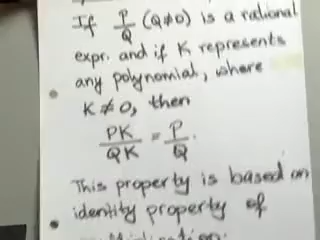 If P/Q (Q≠0) is a rational
expr. and if K represents
any polynomial, where
K≠0, then
PK/QK = P/Q.
This property is based on
identity property of